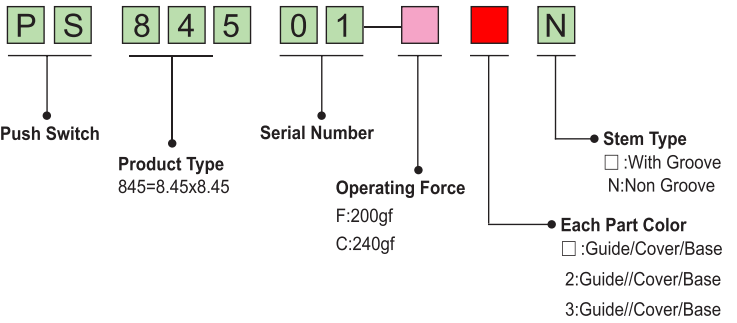 P S 8 4 5 0 1 N
Push Switch
Product Type
845=8.45x8.45
Serial Number
Operating Force
F:200gf
C:240gf
Stem Type
□ :With Groove
N:Non Groove
Each Part Color
□ :Guide/Cover/Base
2:Guide//Cover/Base
3:Guide//Cover/Base